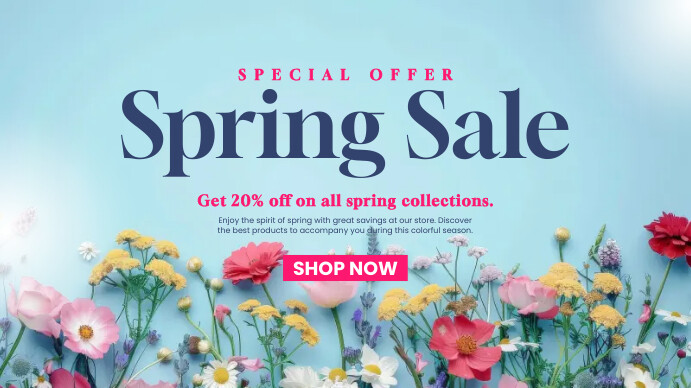 SPECIAL OFFER
Spring Sale
Get 20% off on all spring collections.
Enjoy the spirit of spring with great savings at our store. Discover
the best products to accompany you during this colorful season.
SHOP NOW